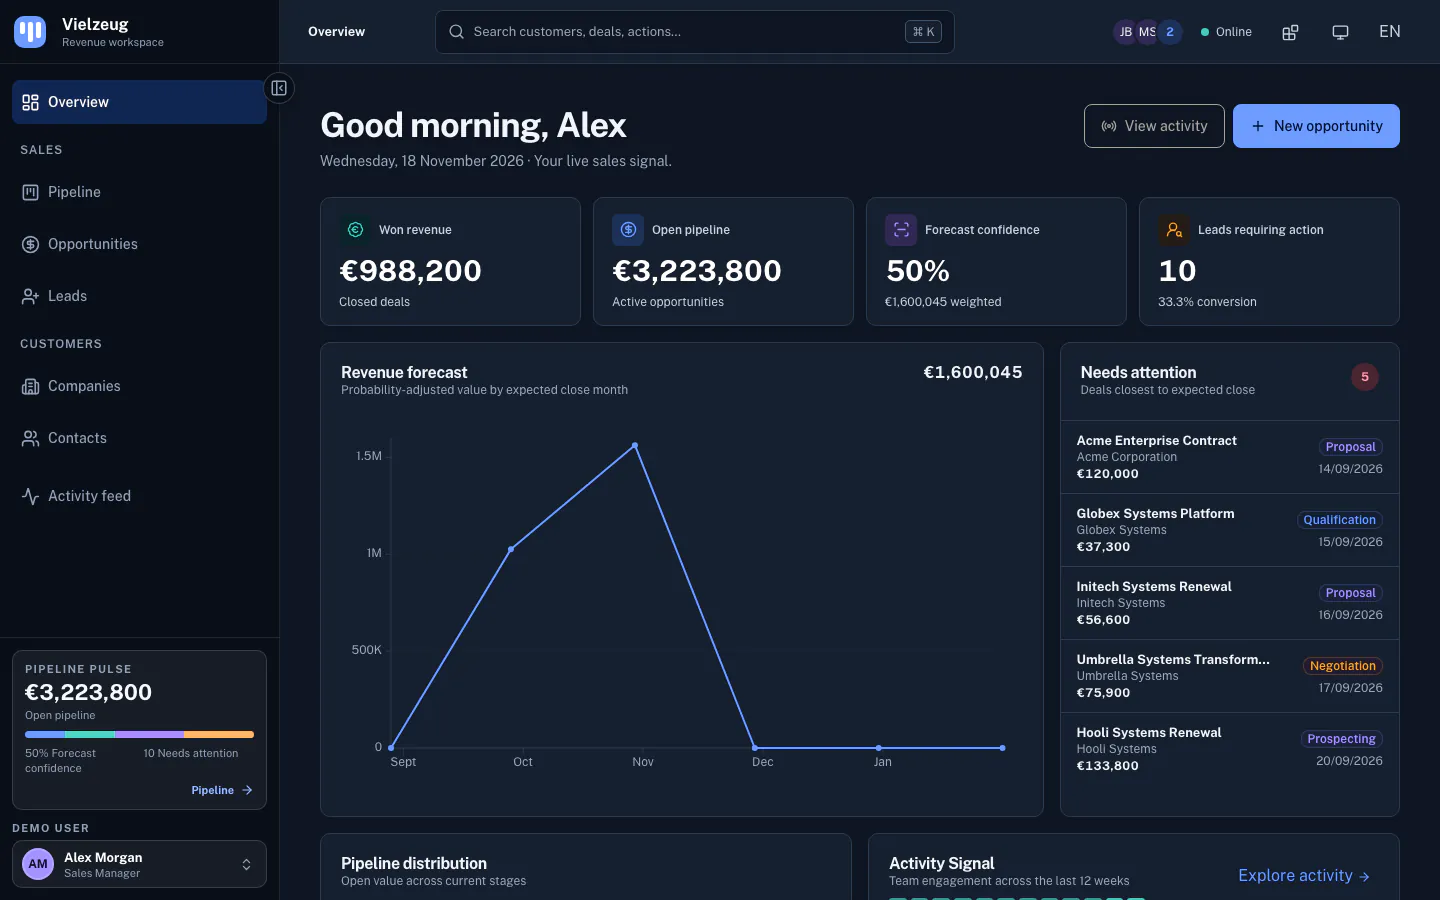 Vielzeug
Revenue workspace
Overview
Search customers, deals, actions...
⌘ K
JB
MS
2
Online
EN
Overview
SALES
Pipeline
Opportunities
Leads
CUSTOMERS
Companies
Contacts
Activity feed
PIPELINE PULSE
€3,223,800
Open pipeline
50% Forecast confidence
10 Needs attention
Pipeline →
DEMO USER
AM
Alex Morgan
Sales Manager
Good morning, Alex
Wednesday, 18 November 2026 · Your live sales signal.
View activity
+ New opportunity
Won revenue
€988,200
Closed deals
Open pipeline
€3,223,800
Active opportunities
Forecast confidence
50%
€1,600,045 weighted
Leads requiring action
10
33.3% conversion
Revenue forecast
€1,600,045
Probability-adjusted value by expected close month
1.5M
1M
500K
0
Sept Oct Nov Dec Jan
Needs attention
Deals closest to expected close
5
Acme Enterprise Contract
Acme Corporation
€120,000
Proposal
14/09/2026
Globex Systems Platform
Globex Systems
€37,300
Qualification
15/09/2026
Initech Systems Renewal
Initech Systems
€56,600
Proposal
16/09/2026
Umbrella Systems Transform...
Umbrella Systems
€75,900
Negotiation
17/09/2026
Hooli Systems Renewal
Hooli Systems
€133,800
Prospecting
20/09/2026
Pipeline distribution
Open value across current stages
Activity Signal
Team engagement across the last 12 weeks
Explore activity →